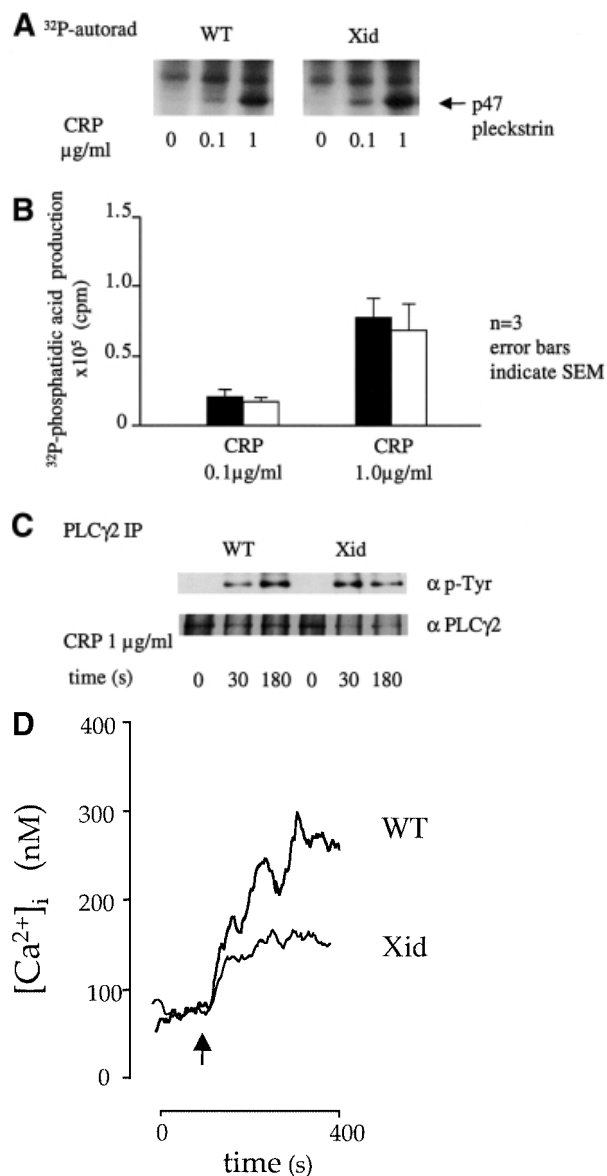 A ³²P-autorad
WT Xid
p47
pleckstrin
CRP
µg/ml
0 0.1 1 0 0.1 1
B
³²P-phosphatidic acid production
x10⁵ (cpm)
1.5
1.0
0.5
0
n=3
error bars
indicate SEM
CRP CRP
0.1µg/ml 1.0µg/ml
C
PLCγ2 IP
WT Xid
α p-Tyr
α PLCγ2
CRP 1 µg/ml
time (s) 0 30 180 0 30 180
D
[Ca²⁺]ᵢ (nM)
400
300
200
100
0
WT
Xid
0 400
time (s)